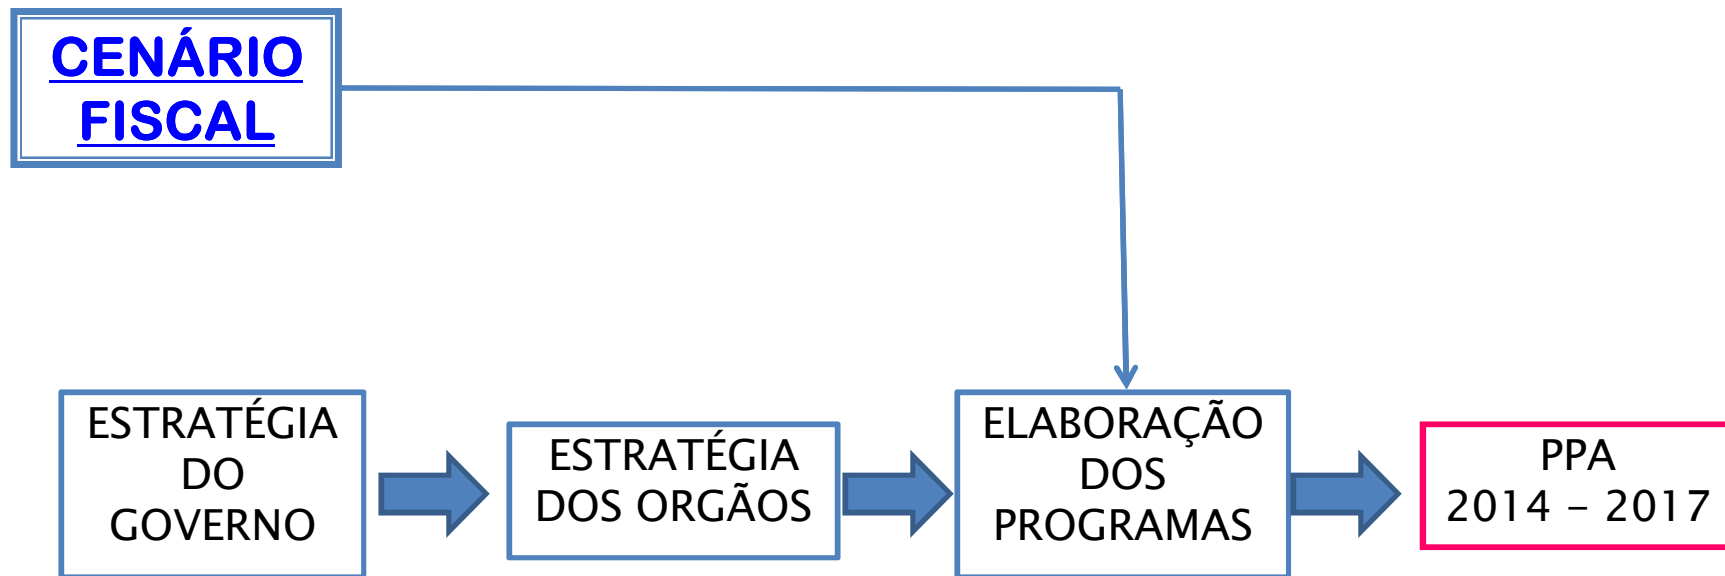 CENÁRIO
FISCAL
ESTRATÉGIA
DO
GOVERNO
ESTRATÉGIA
DOS ORGÃOS
ELABORAÇÃO
DOS
PROGRAMAS
PPA
2014 – 2017